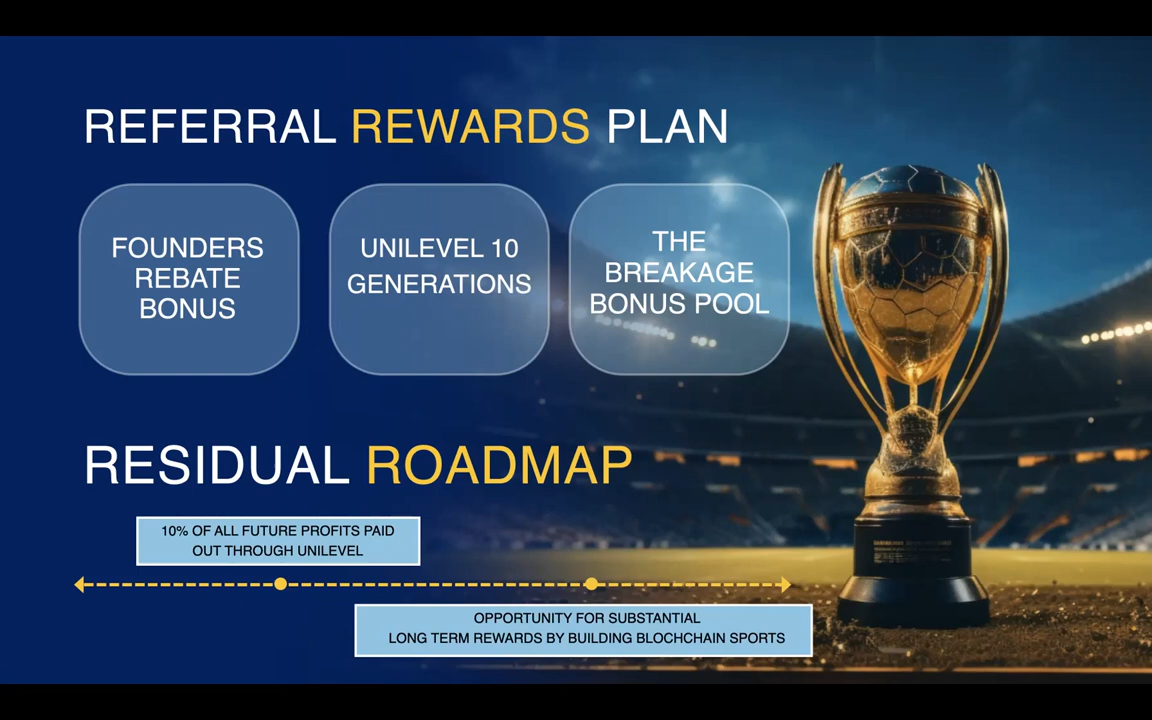 REFERRAL REWARDS PLAN
FOUNDERS
REBATE
BONUS
UNILEVEL 10
GENERATIONS
THE
BREAKAGE
BONUS POOL
RESIDUAL ROADMAP
10% OF ALL FUTURE PROFITS PAID
OUT THROUGH UNILEVEL
OPPORTUNITY FOR SUBSTANTIAL
LONG TERM REWARDS BY BUILDING BLOCHCHAIN SPORTS